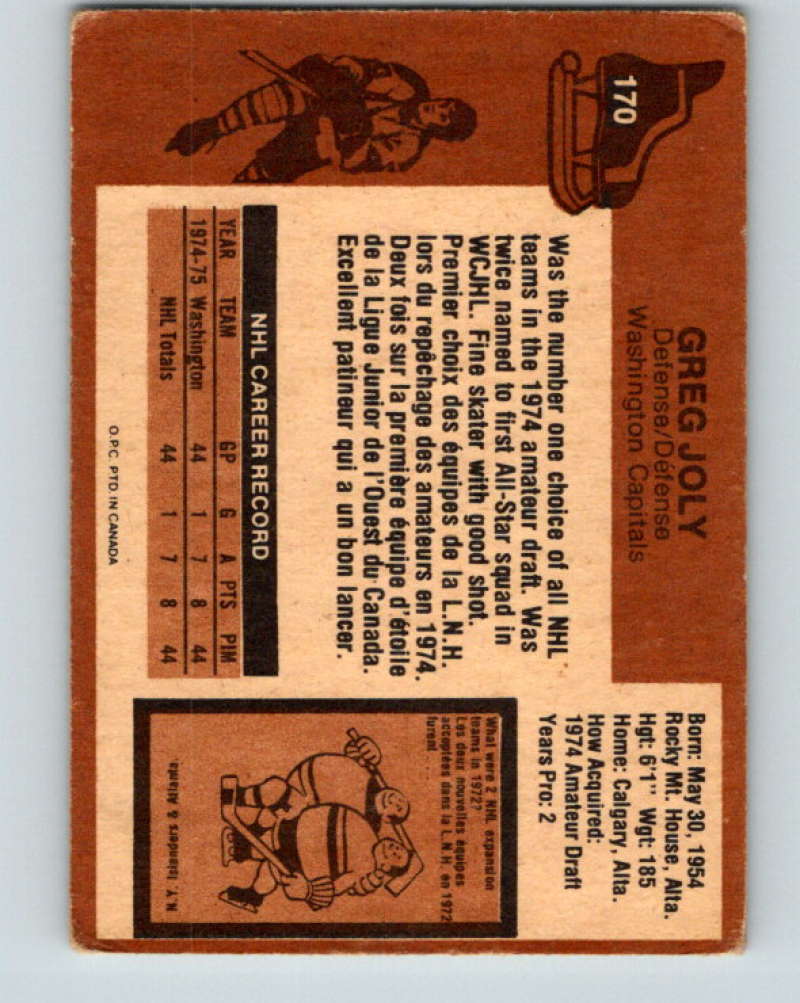 170
GREG JOLY
Defense/Défense
Washington Capitals
Born: May 30, 1954
Rocky Mt. House, Alta.
Hgt: 6'1" Wgt: 185
Home: Calgary, Alta.
How Acquired:
1974 Amateur Draft
Years Pro: 2
Was the number one choice of all NHL
teams in the 1974 amateur draft. Was
twice named to first All-Star squad in
WCJHL. Fine skater with good shot.
Premier choix des équipes de la L.N.H.
lors du repêchage des amateurs en 1974.
Deux fois sur la première équipe d'étoile
de la Ligue Junior de l'Ouest du Canada.
Excellent patineur qui a un bon lancer.
NHL CAREER RECORD
YEAR TEAM GP G A PTS PIM
1974-75 Washington 44 1 7 8 44
NHL Totals 44 1 7 8 44
O.P.C. PTD. IN CANADA
What were 2 NHL expansion
teams in 1972?
Les deux nouvelles équipes
acceptées dans la L.N.H. en 1972
furent ...
N.Y. Islanders & Atlanta